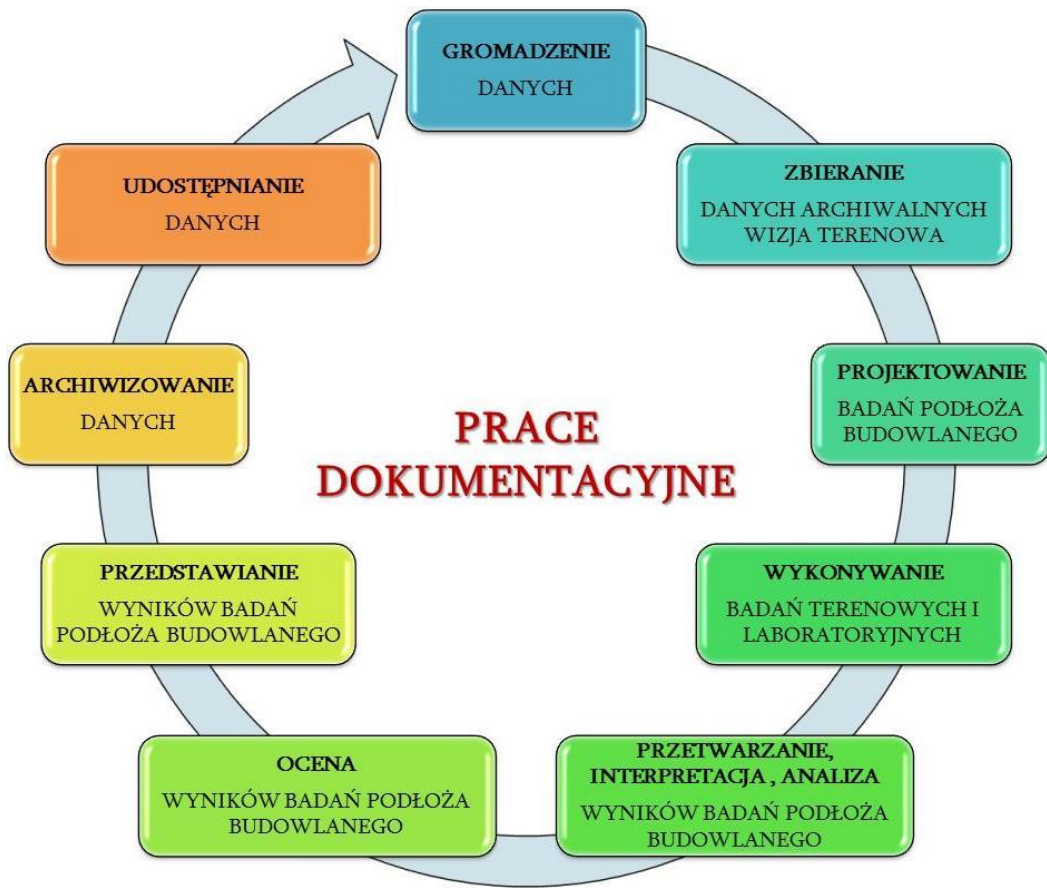 GROMADZENIE
DANYCH
ZBIERANIE
DANYCH ARCHIWALNYCH
WIZJA TERENOWA
PROJEKTOWANIE
BADAŃ PODŁOŻA
BUDOWLANEGO
WYKONYWANIE
BADAŃ TERENOWYCH I
LABORATORYJNYCH
PRZETWARZANIE,
INTERPRETACJA , ANALIZA
WYNIKÓW BADAŃ PODŁOŻA
BUDOWLANEGO
OCENA
WYNIKÓW BADAŃ PODŁOŻA
BUDOWLANEGO
PRZEDSTAWIANIE
WYNIKÓW BADAŃ
PODŁOŻA BUDOWLANEGO
ARCHIWIZOWANIE
DANYCH
UDOSTĘPNIANIE
DANYCH
PRACE
DOKUMENTACYJNE